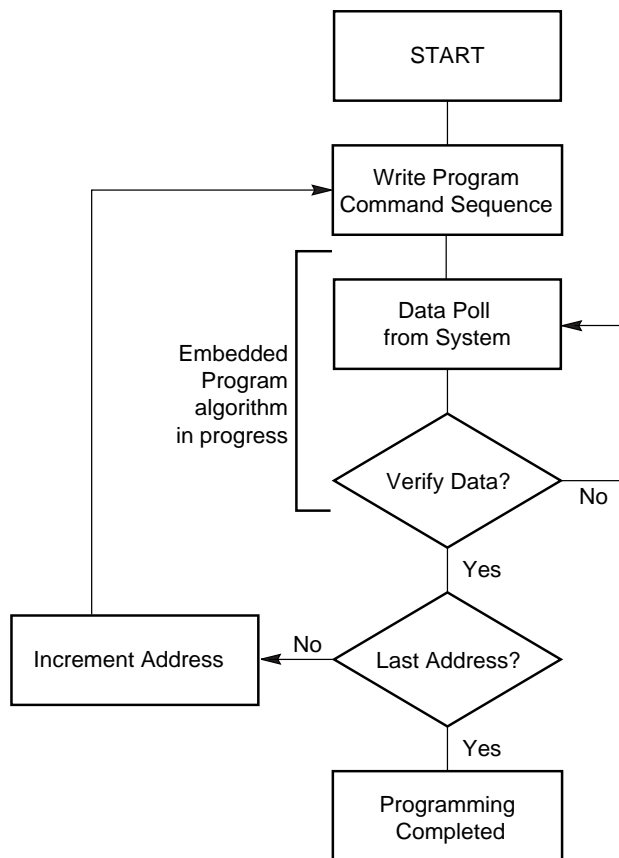 START
Write Program
Command Sequence
Data Poll
from System
Embedded
Program
algorithm
in progress
Verify Data?
No
Yes
Increment Address
No
Last Address?
Yes
Programming
Completed